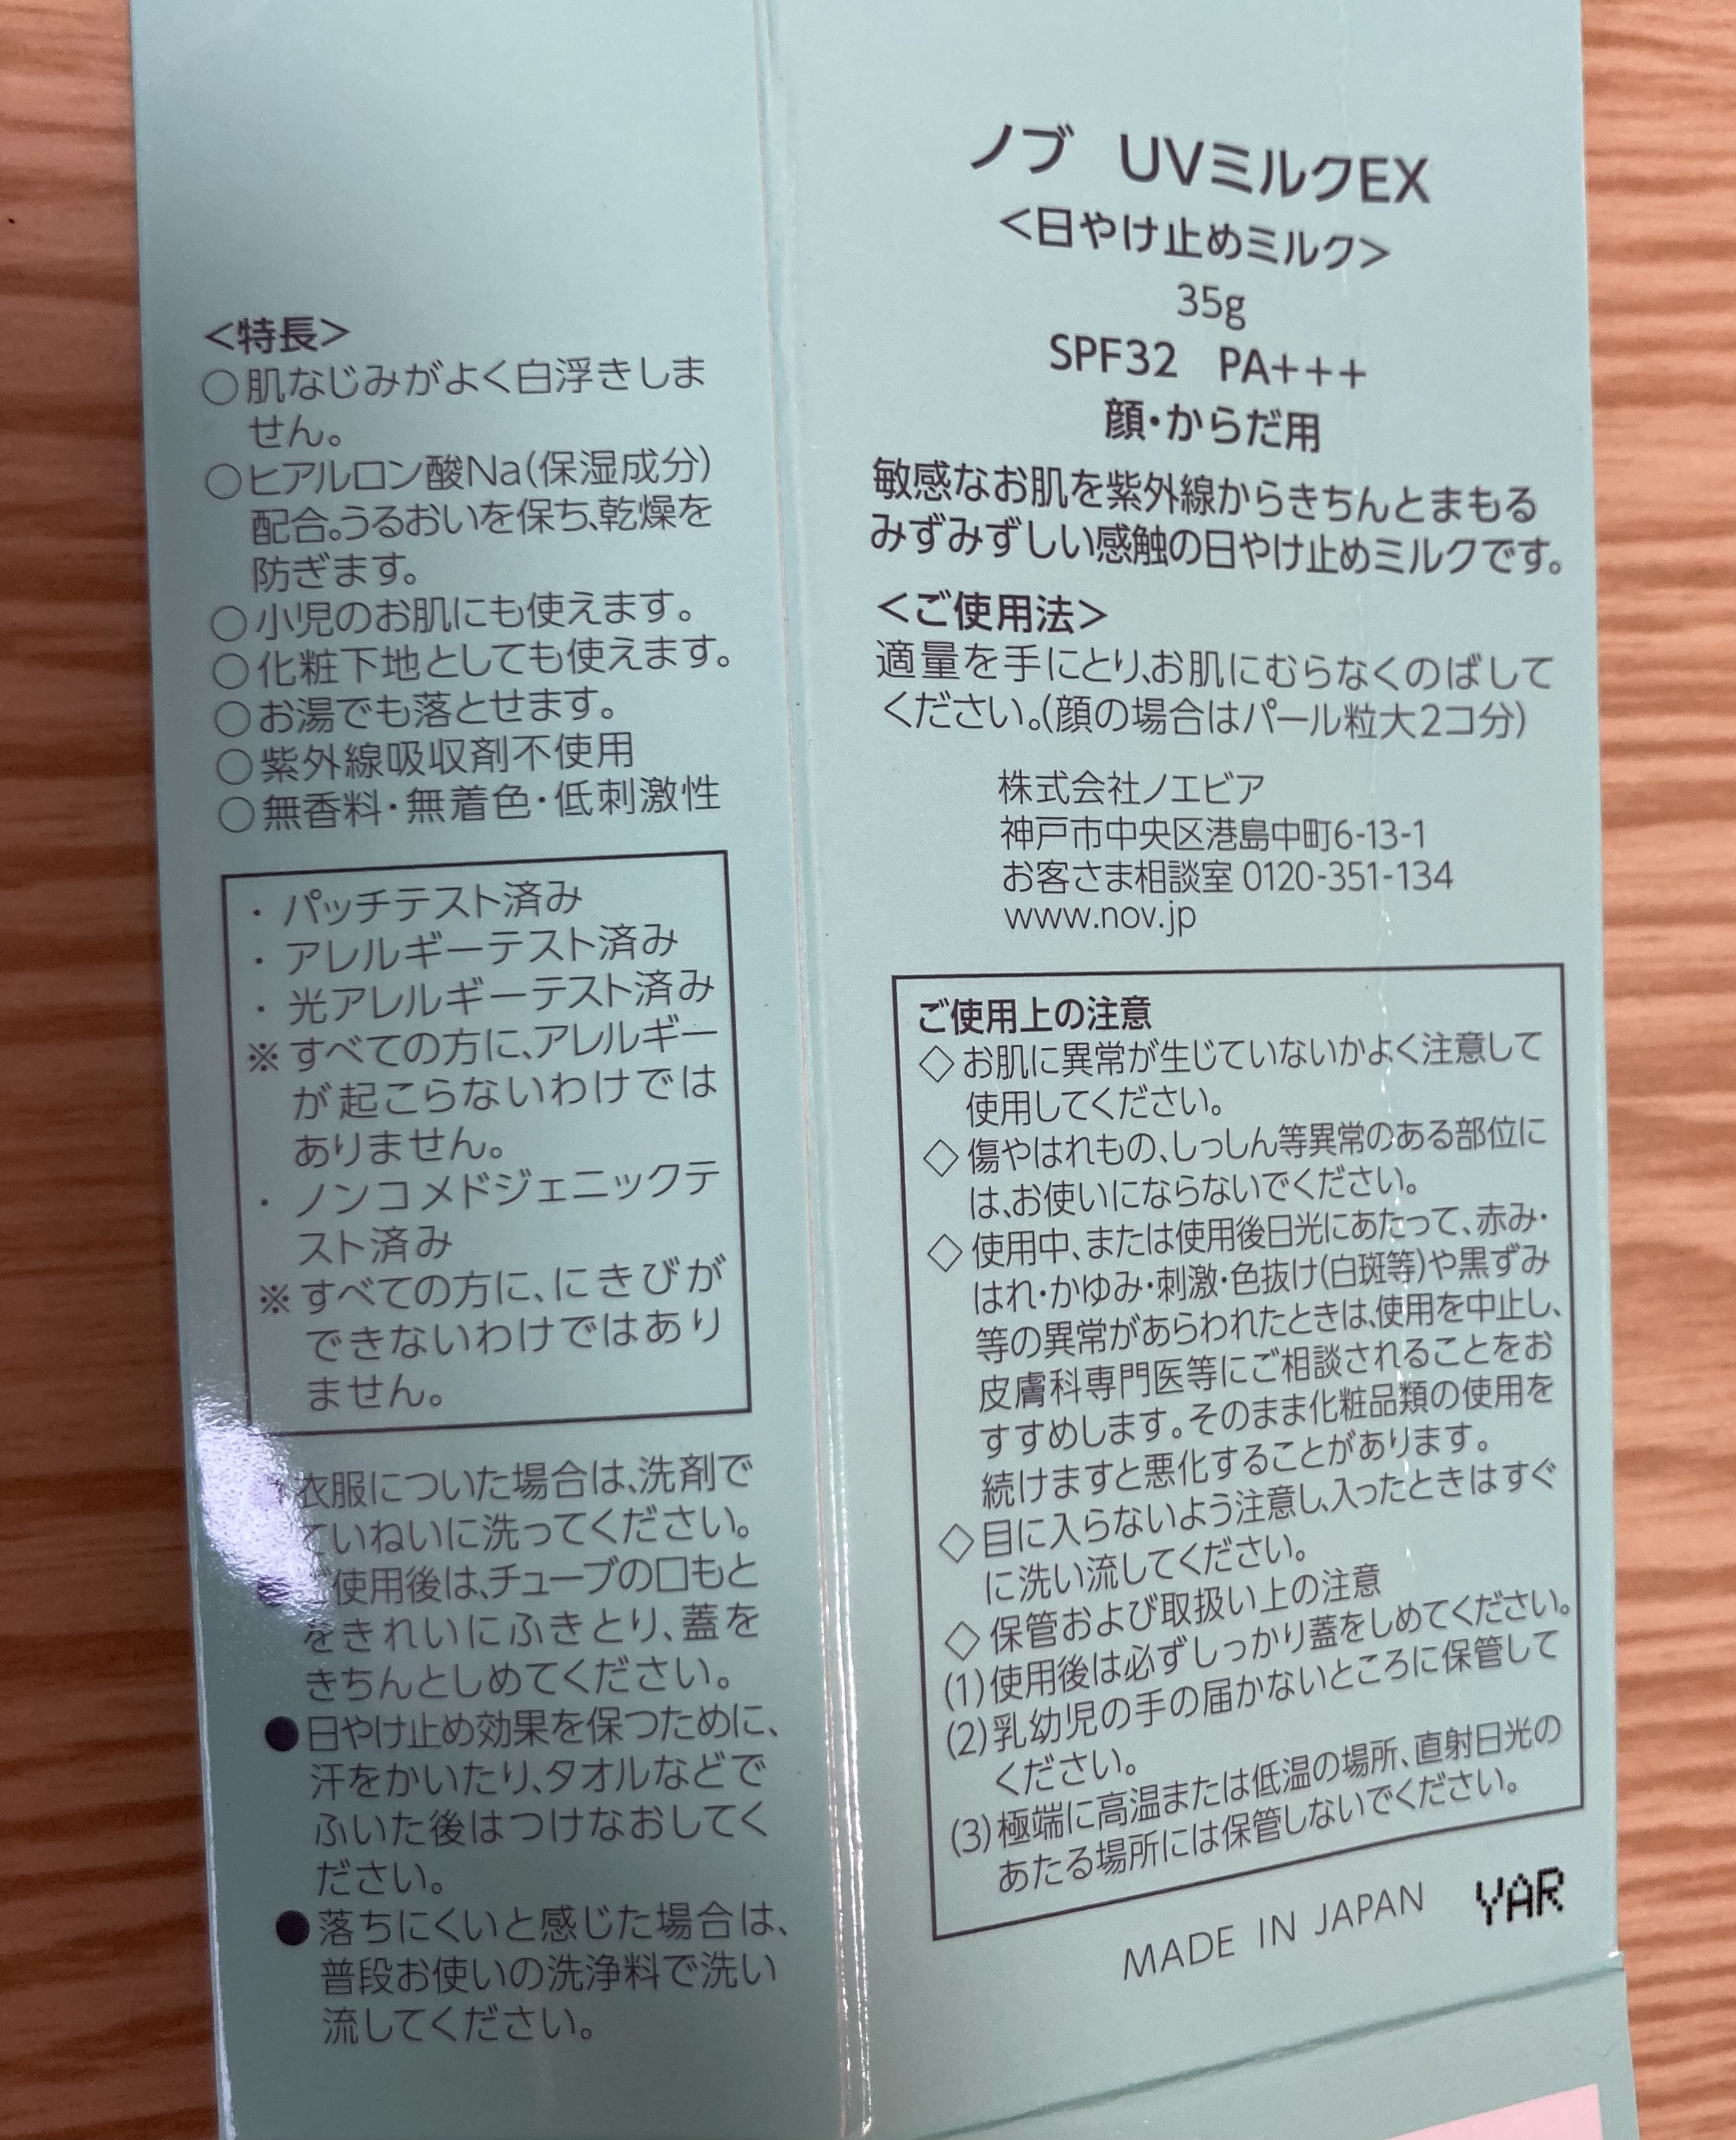 <特長>
○肌なじみがよく白浮きしま
せん。
○ヒアルロン酸Na(保湿成分)
配合。うるおいを保ち、乾燥を
防ぎます。
○小児のお肌にも使えます。
○化粧下地としても使えます。
○お湯でも落とせます。
○紫外線吸収剤不使用
○無香料・無着色・低刺激性
・パッチテスト済み
・アレルギーテスト済み
・光アレルギーテスト済み
※すべての方に、アレルギー
が起こらないわけでは
ありません。
・ノンコメドジェニックテ
スト済み
※すべての方に、にきびが
できないわけではあり
ません。
●衣服についた場合は、洗剤で
ていねいに洗ってください。
●ご使用後は、チューブの口もと
をきれいにふきとり、蓋を
きちんとしめてください。
●日やけ止め効果を保つために、
汗をかいたり、タオルなどで
ふいた後はつけなおしてく
ださい。
●落ちにくいと感じた場合は、
普段お使いの洗浄料で洗い
流してください。
ノブ UVミルクEX
<日やけ止めミルク>
35g
SPF32 PA+++
顔・からだ用
敏感なお肌を紫外線からきちんとまもる
みずみずしい感触の日やけ止めミルクです。
<ご使用法>
適量を手にとり、お肌にむらなくのばして
ください。(顔の場合はパール粒大2コ分)
株式会社ノエビア
神戸市中央区港島中町6-13-1
お客さま相談室 0120-351-134
www.nov.jp
ご使用上の注意
◇お肌に異常が生じていないかよく注意して
使用してください。
◇傷やはれもの、しっしん等異常のある部位に
は、お使いにならないでください。
◇使用中、または使用後日光にあたって、赤み・
はれ・かゆみ・刺激・色抜け(白斑等)や黒ずみ
等の異常があらわれたときは、使用を中止し、
皮膚科専門医等にご相談されることをお
すすめします。そのまま化粧品類の使用を
続けますと悪化することがあります。
◇目に入らないよう注意し、入ったときはすぐ
に洗い流してください。
◇保管および取扱い上の注意
(1)使用後は必ずしっかり蓋をしめてください。
(2)乳幼児の手の届かないところに保管して
ください。
(3)極端に高温または低温の場所、直射日光の
あたる場所には保管しないでください。
MADE IN JAPAN YAR